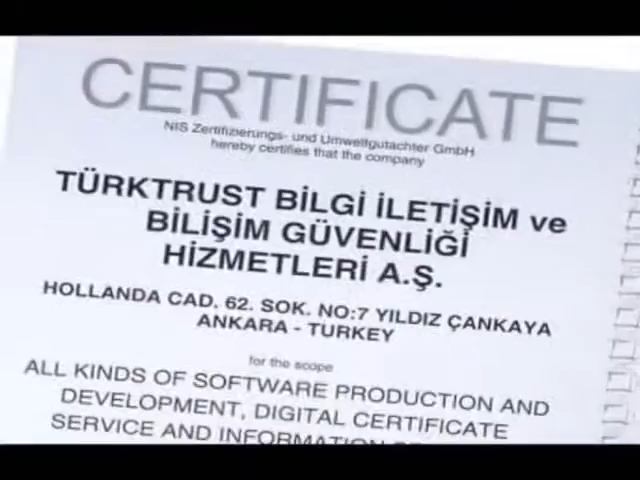 CERTIFICATE
NIS Zertifizierungs- und Umweltgutachter GmbH
hereby certifies that the company
TÜRKTRUST BİLGİ İLETİŞİM ve
BİLİŞİM GÜVENLİĞİ
HİZMETLERİ A.Ş.
HOLLANDA CAD. 62. SOK. NO:7 YILDIZ ÇANKAYA
ANKARA - TURKEY
for the scope
ALL KINDS OF SOFTWARE PRODUCTION AND
DEVELOPMENT, DIGITAL CERTIFICATE
SERVICE AND INFORMATION